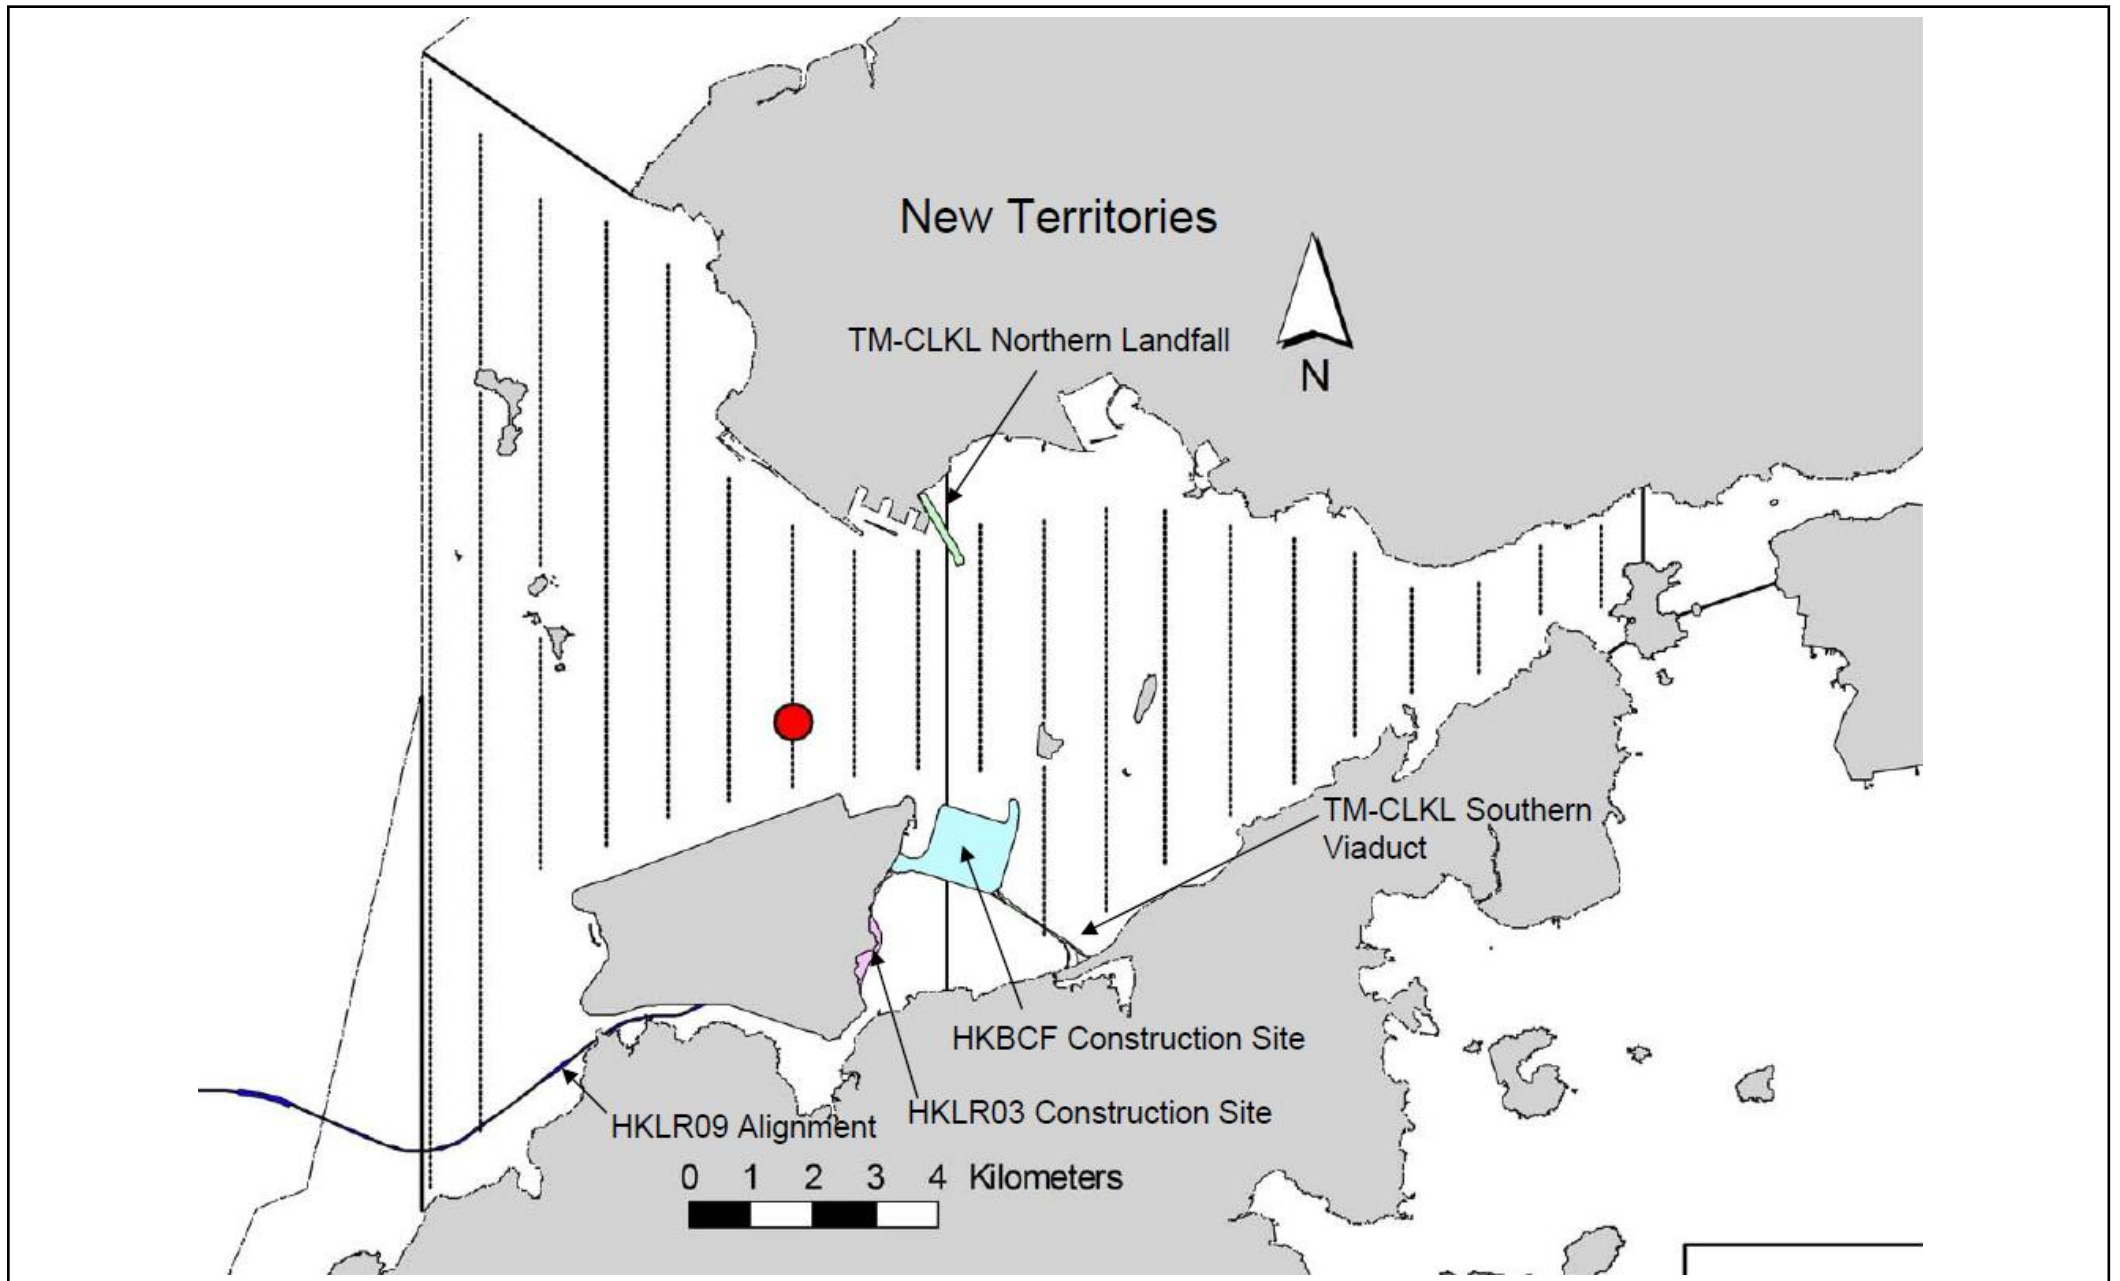 New Territories
TM-CLKL Northern Landfall
N
TM-CLKL Southern
Viaduct
HKBCF Construction Site
HKLR03 Construction Site
HKLR09 Alignment
0 1 2 3 4 Kilometers